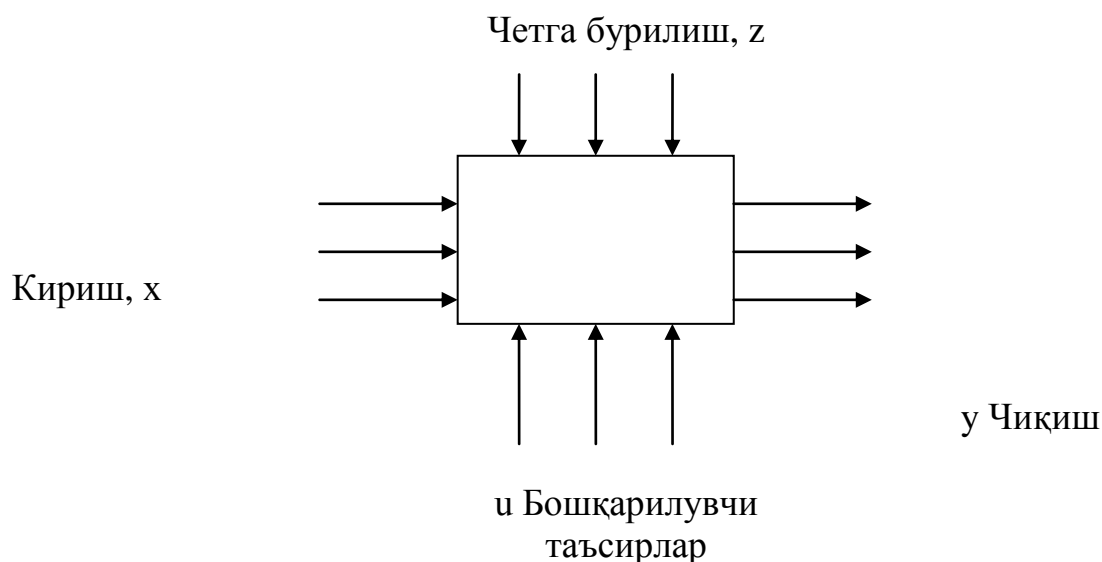 Четга бурилиш, z
Кириш, x
y Чиқиш
u Бошқарилувчи
таъсирлар